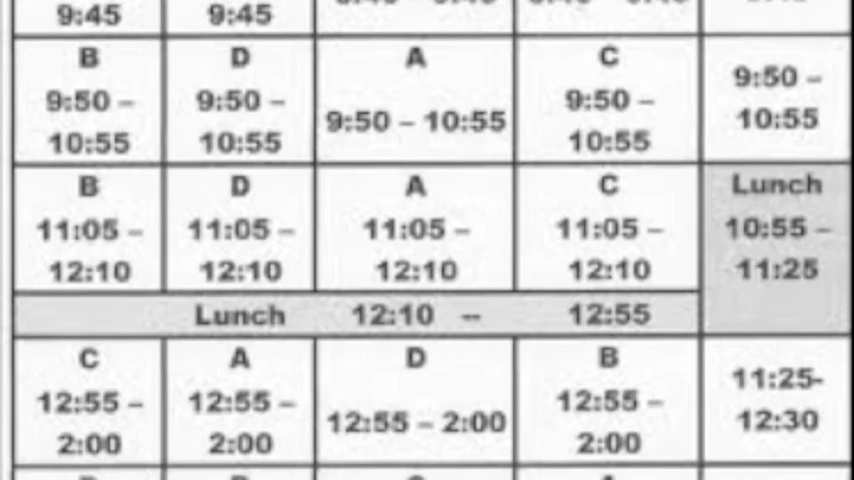 9:45 9:45
B D A C
9:50 – 9:50 – 9:50 – 10:55 9:50 – 9:50 –
10:55 10:55 10:55 10:55
B D A C Lunch
11:05 – 11:05 – 11:05 – 11:05 – 10:55 –
12:10 12:10 12:10 12:10 11:25
Lunch 12:10 -- 12:55
C A D B
12:55 – 12:55 – 12:55 – 2:00 12:55 – 11:25-
2:00 2:00 2:00 12:30